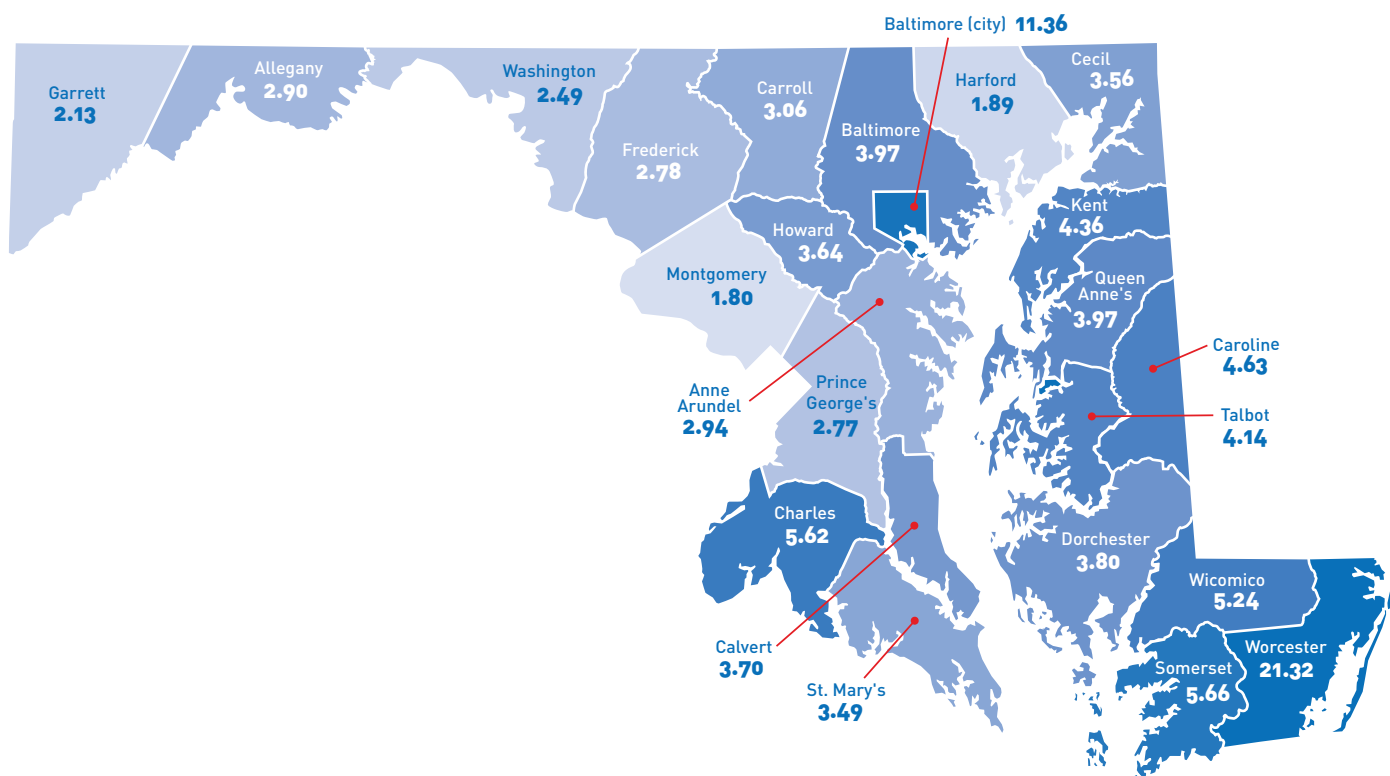 Baltimore (city) 11.36
Garrett
2.13
Allegany
2.90
Washington
2.49
Frederick
2.78
Carroll
3.06
Baltimore
3.97
Harford
1.89
Cecil
3.56
Howard
3.64
Kent
4.36
Montgomery
1.80
Queen
Anne's
3.97
Caroline
4.63
Anne
Arundel
2.94
Prince
George's
2.77
Talbot
4.14
Charles
5.62
Dorchester
3.80
Wicomico
5.24
Calvert
3.70
St. Mary's
3.49
Somerset
5.66
Worcester
21.32